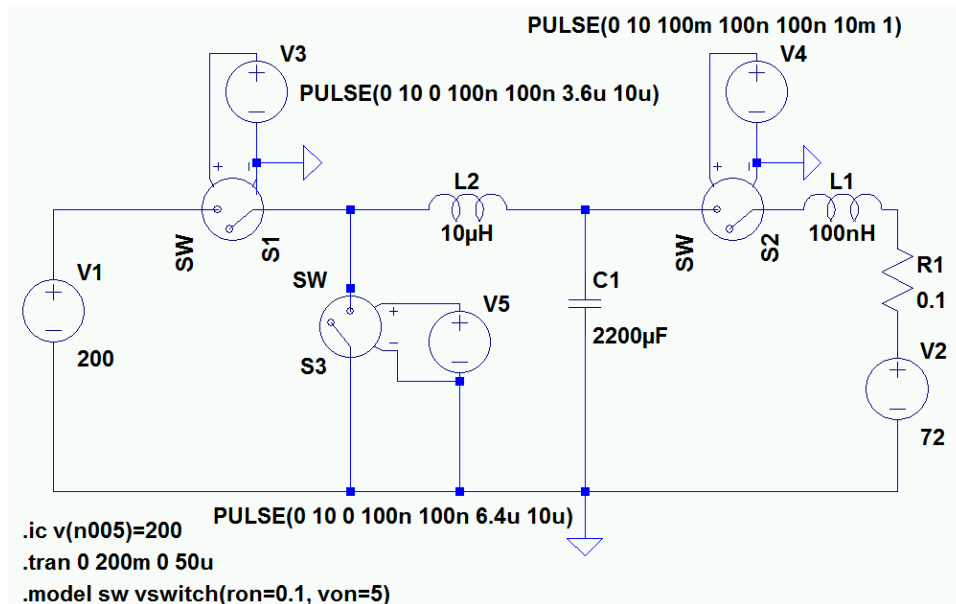 PULSE(0 10 100m 100n 100n 10m 1)
V3
V4
PULSE(0 10 0 100n 100n 3.6u 10u)
L2
L1
SW
S1
10µH
SW
S2
100nH
V1
SW
V5
C1
R1
0.1
200
S3
2200µF
V2
72
PULSE(0 10 0 100n 100n 6.4u 10u)
.ic v(n005)=200
.tran 0 200m 0 50u
.model sw vswitch(ron=0.1, von=5)